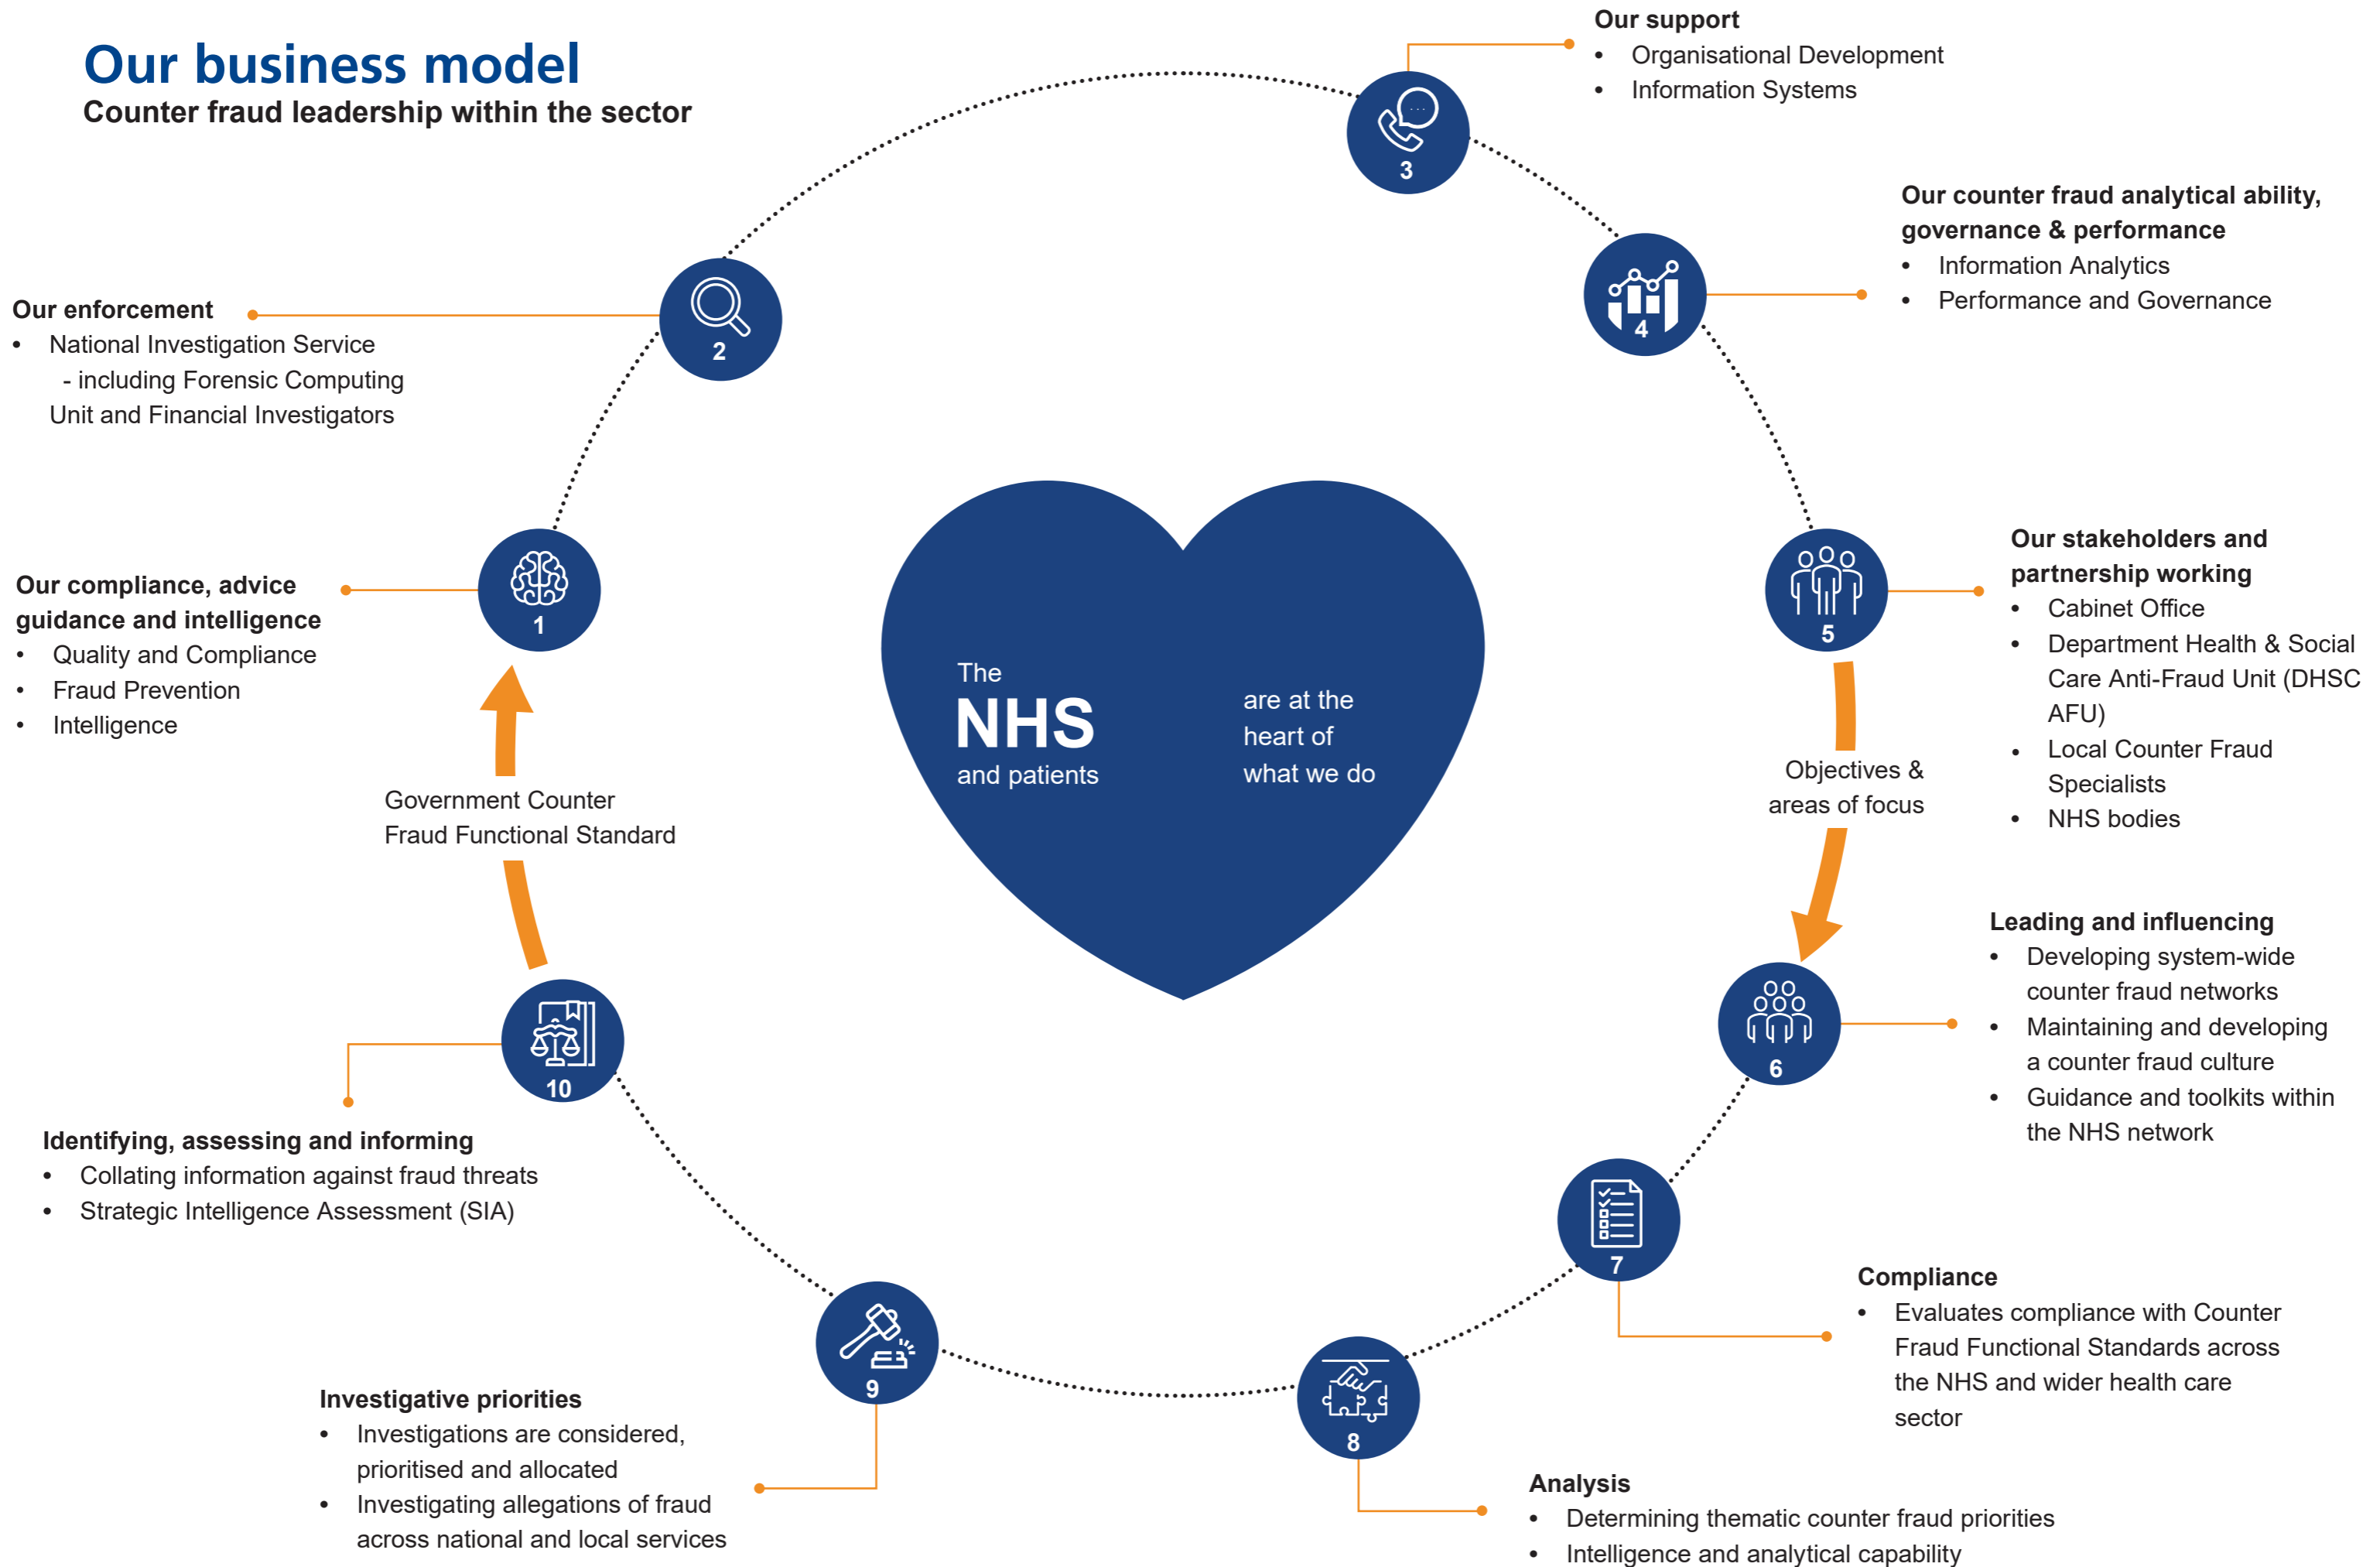 Our business model
Counter fraud leadership within the sector
Our compliance, advice
guidance and intelligence
• Quality and Compliance
• Fraud Prevention
• Intelligence
1
Our enforcement
• National Investigation Service
- including Forensic Computing
Unit and Financial Investigators
2
Our support
• Organisational Development
• Information Systems
3
Our counter fraud analytical ability,
governance & performance
• Information Analytics
• Performance and Governance
4
Our stakeholders and
partnership working
• Cabinet Office
• Department Health & Social
Care Anti-Fraud Unit (DHSC
AFU)
• Local Counter Fraud
Specialists
• NHS bodies
5
Objectives &
areas of focus
Leading and influencing
• Developing system-wide
counter fraud networks
• Maintaining and developing
a counter fraud culture
• Guidance and toolkits within
the NHS network
6
Compliance
• Evaluates compliance with Counter
Fraud Functional Standards across
the NHS and wider health care
sector
7
Analysis
• Determining thematic counter fraud priorities
• Intelligence and analytical capability
8
Investigative priorities
• Investigations are considered,
prioritised and allocated
• Investigating allegations of fraud
across national and local services
9
Identifying, assessing and informing
• Collating information against fraud threats
• Strategic Intelligence Assessment (SIA)
10
Government Counter
Fraud Functional Standard
The
NHS
and patients
are at the
heart of
what we do